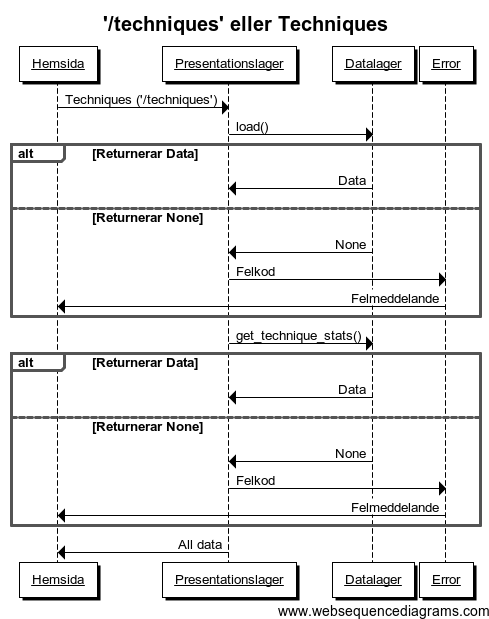 '/techniques' eller Techniques
Hemsida Presentationslager Datalager Error
Techniques ('/techniques')
load()
alt [Returnerar Data]
Data
[Returnerar None]
None
Felkod
Felmeddelande
get_technique_stats()
alt [Returnerar Data]
Data
[Returnerar None]
None
Felkod
Felmeddelande
All data
Hemsida Presentationslager Datalager Error
www.websequencediagrams.com